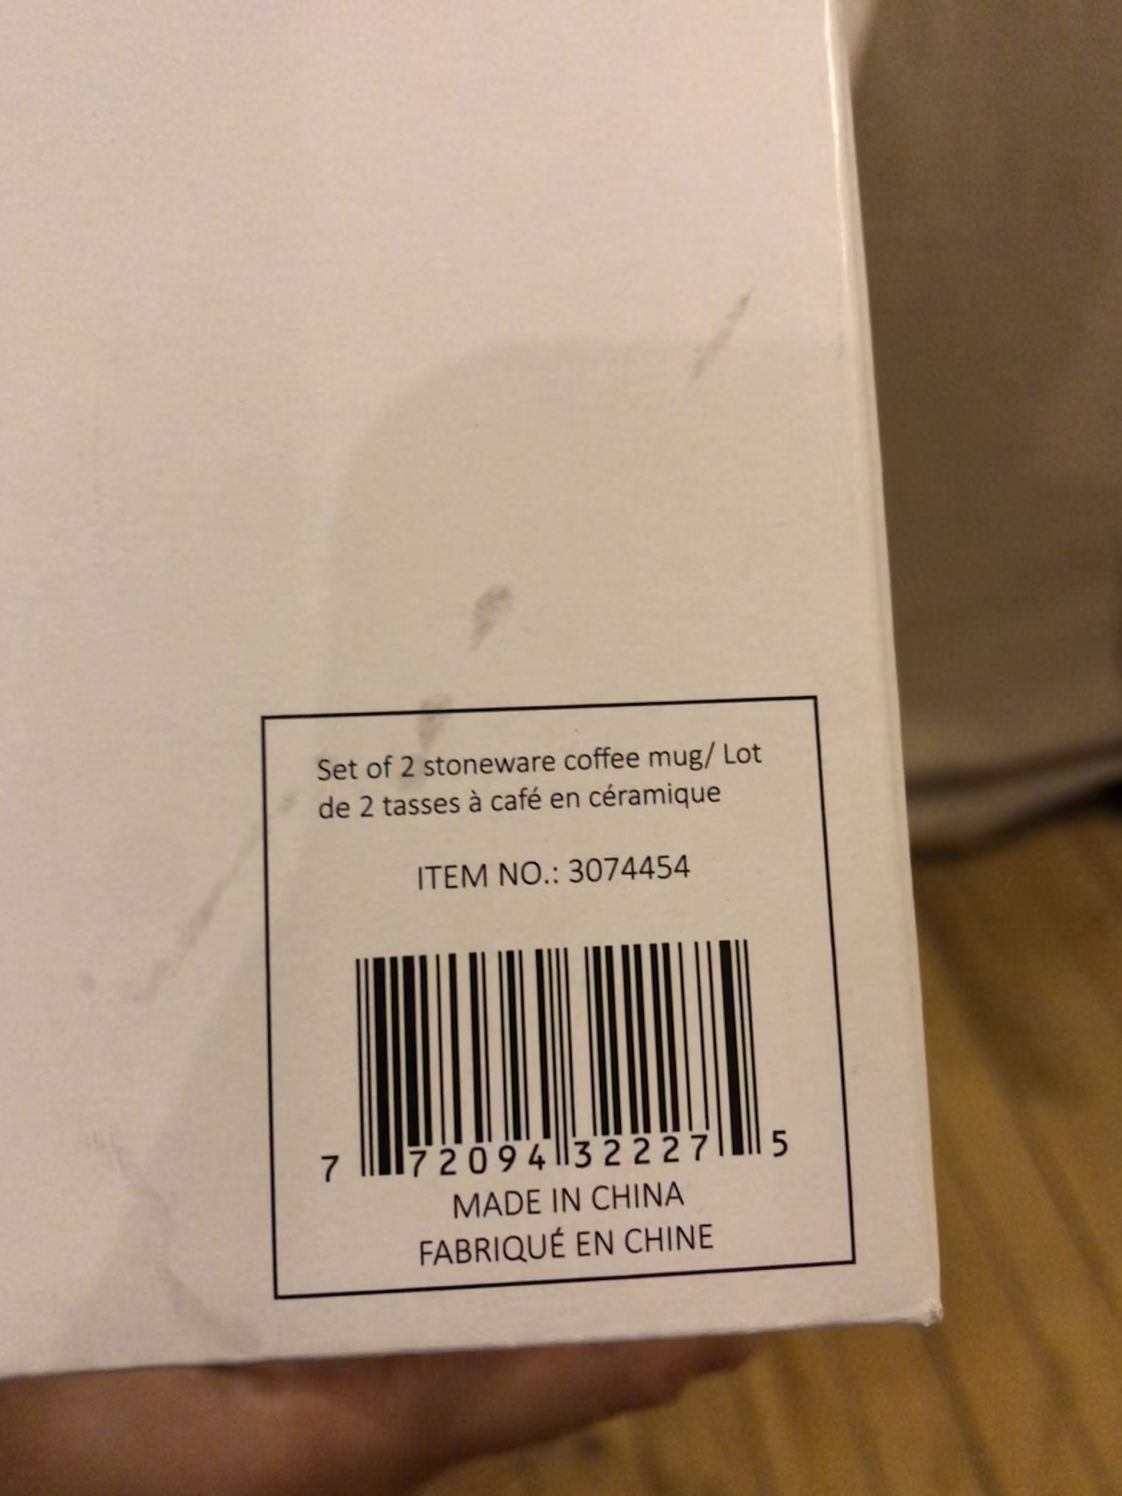 Set of 2 stoneware coffee mug/ Lot
de 2 tasses à café en céramique
ITEM NO.: 3074454
7 72094 32227 5
MADE IN CHINA
FABRIQUÉ EN CHINE